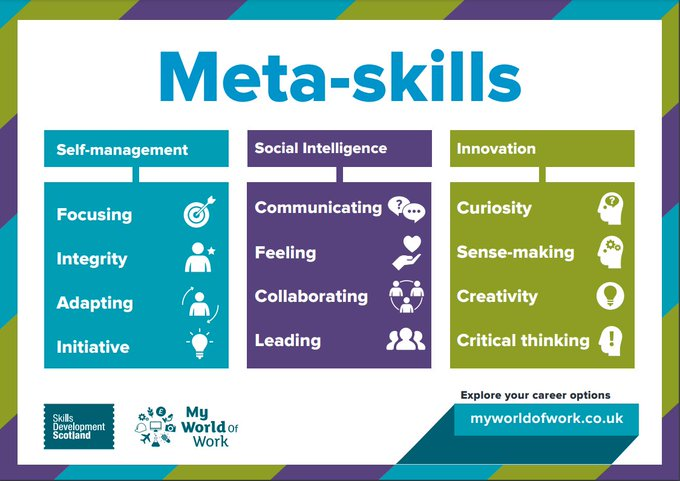 Meta-skills
Self-management
Focusing
Integrity
Adapting
Initiative
Social Intelligence
Communicating
?
Feeling
Collaborating
Leading
Innovation
Curiosity
?
Sense-making
Creativity
Critical thinking
!
Skills
Development
Scotland
My
World Of
Work
Explore your career options
myworldofwork.co.uk